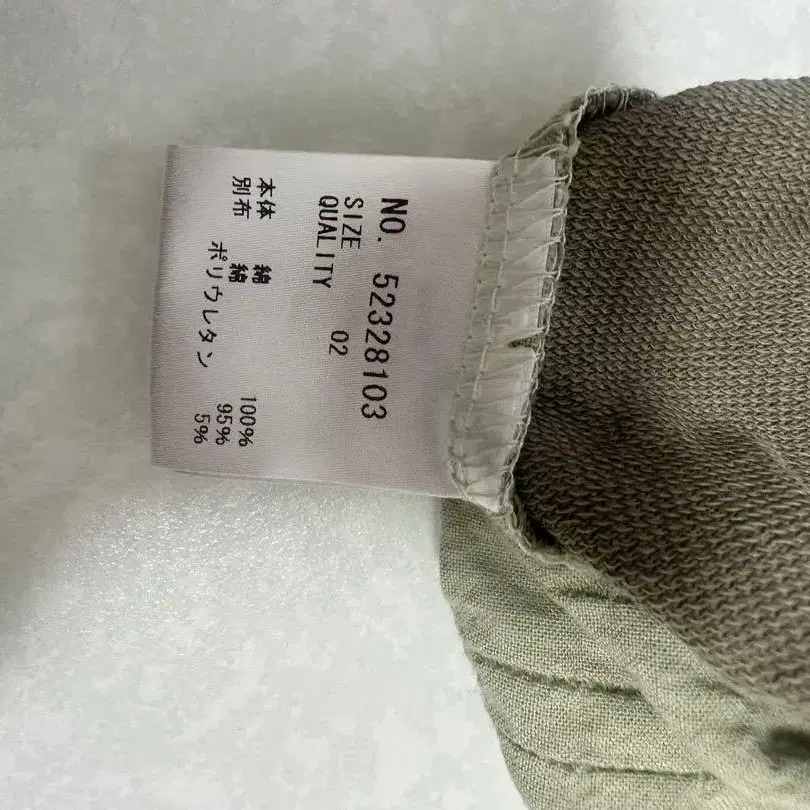 NO. 52328103
SIZE 02
QUALITY
本体 綿 100%
別布 綿 95%
ポリウレタン 5%